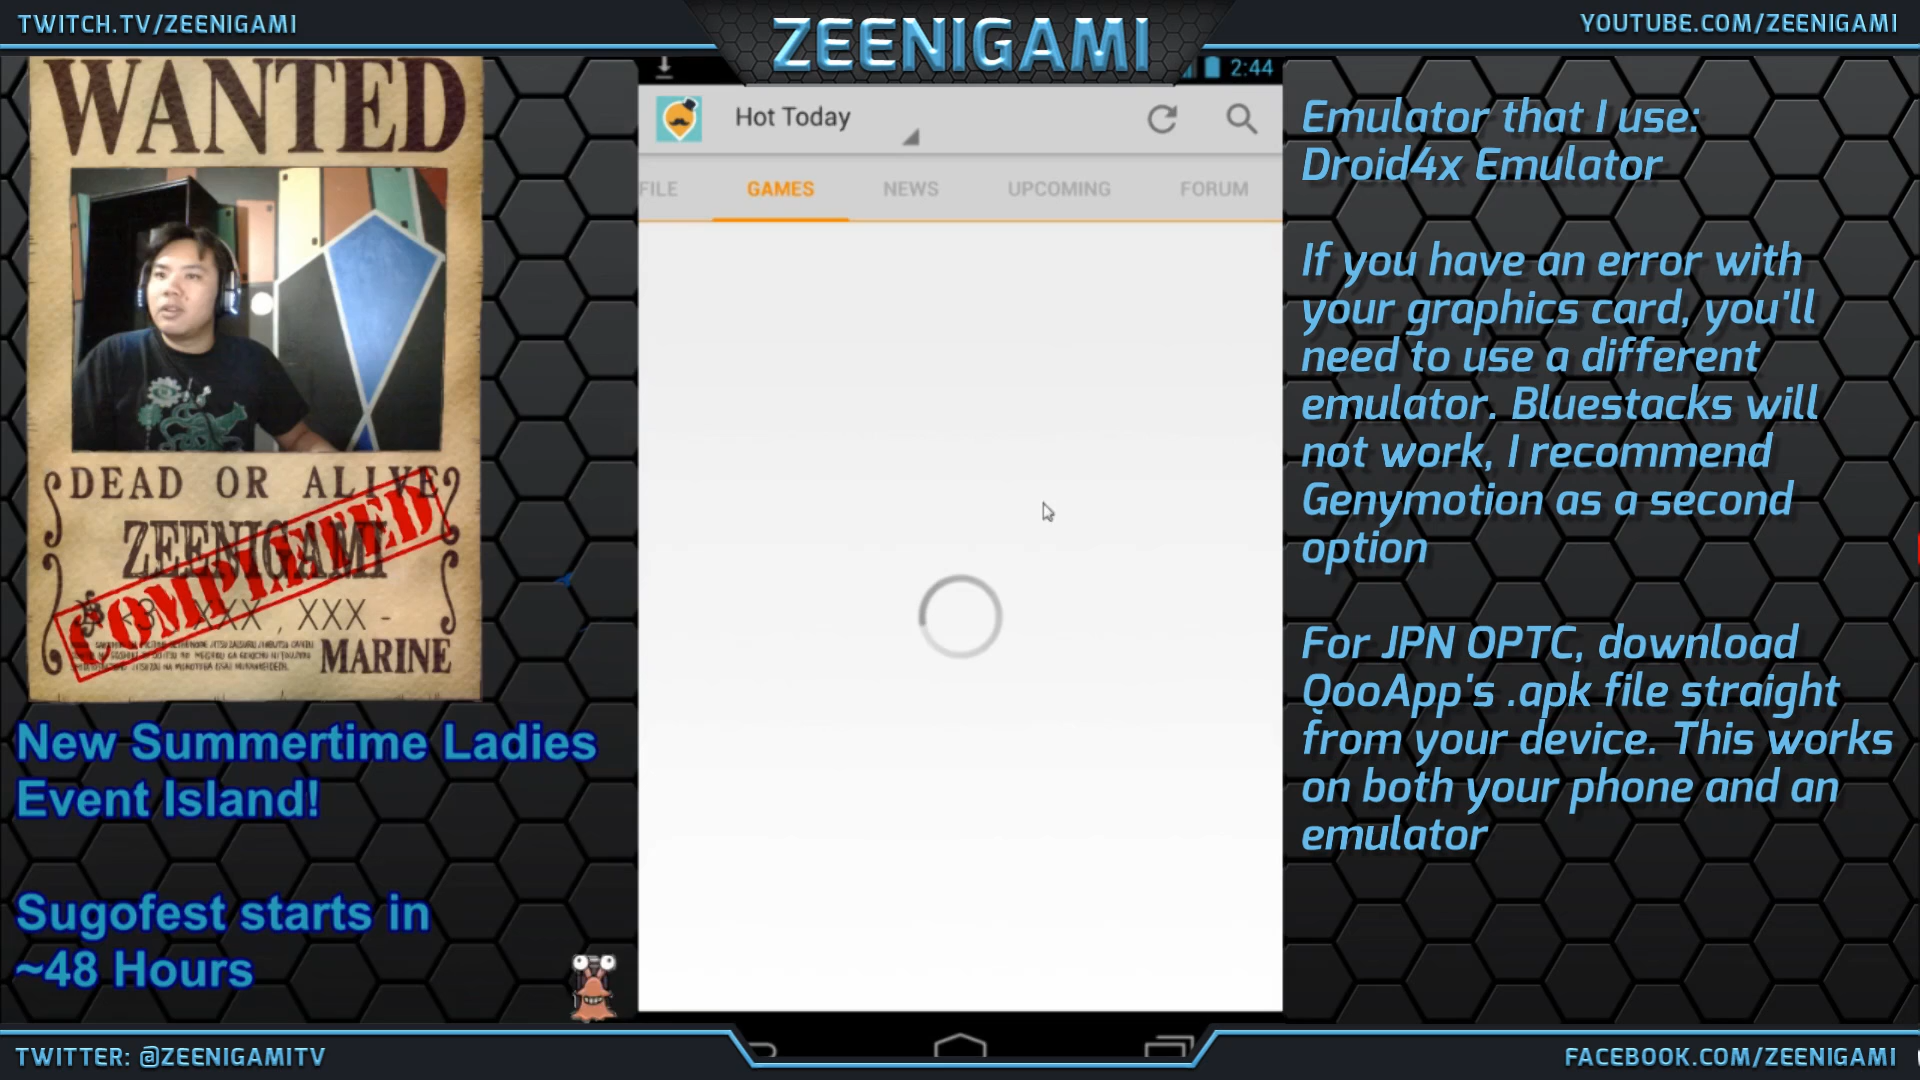 TWITCH.TV/ZEENIGAMI
ZEENIGAMI
YOUTUBE.COM/ZEENIGAMI
WANTED
DEAD OR ALIVE
ZEENIGAMI
COMPLETED
XXX, XXX -
MARINE
New Summertime Ladies
Event Island!
Sugofest starts in
~48 Hours
2:44
Hot Today
FILE
GAMES
NEWS
UPCOMING
FORUM
Emulator that I use:
Droid4x Emulator
If you have an error with
your graphics card, you'll
need to use a different
emulator. Bluestacks will
not work, I recommend
Genymotion as a second
option
For JPN OPTC, download
QooApp's .apk file straight
from your device. This works
on both your phone and an
emulator
TWITTER: @ZEENIGAMITV
FACEBOOK.COM/ZEENIGAMI